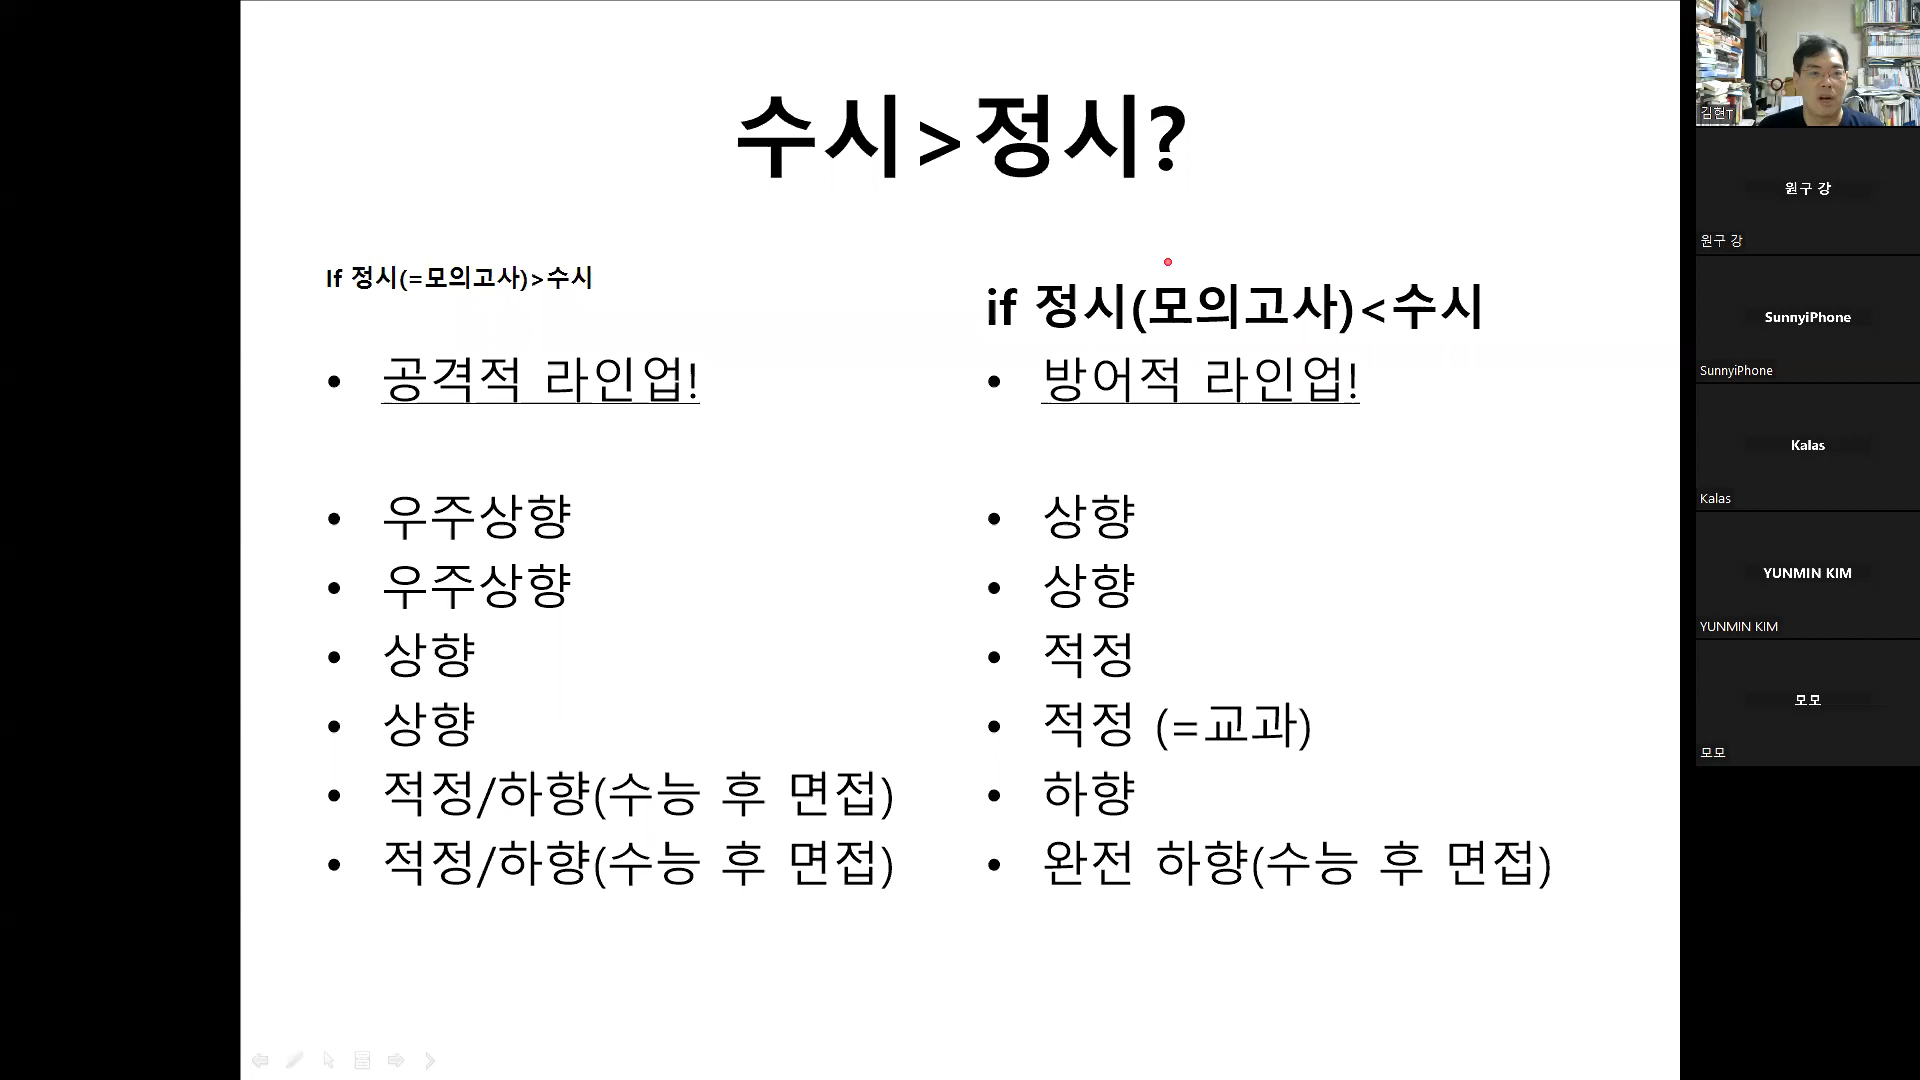 수시>정시?
If 정시(=모의고사)>수시
• 공격적 라인업!
• 우주상향
• 우주상향
• 상향
• 상향
• 적정/하향(수능 후 면접)
• 적정/하향(수능 후 면접)
if 정시(모의고사)<수시
• 방어적 라인업!
• 상향
• 상향
• 적정
• 적정 (=교과)
• 하향
• 완전 하향(수능 후 면접)
김현T
원구 강
원구 강
SunnyiPhone
SunnyiPhone
Kalas
Kalas
YUNMIN KIM
YUNMIN KIM
모모
모모